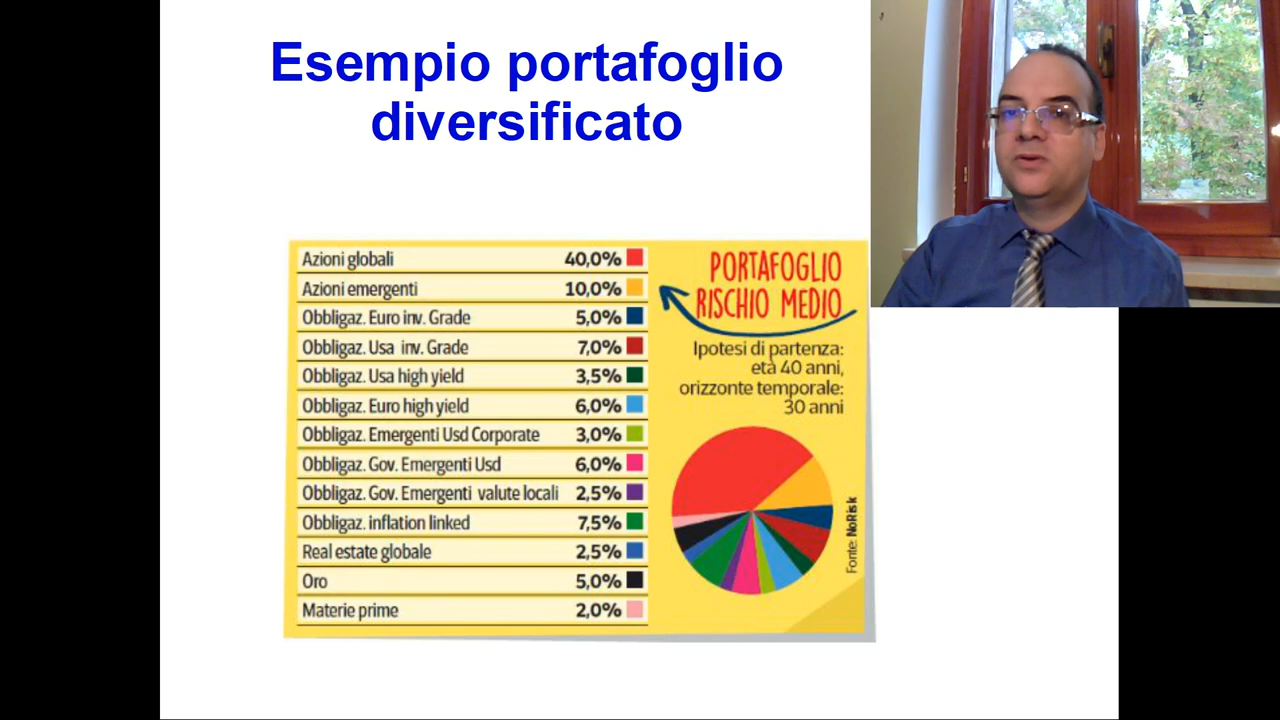 Esempio portafoglio
diversificato
Azioni globali 40,0%
Azioni emergenti 10,0%
Obbligaz. Euro inv. Grade 5,0%
Obbligaz. Usa inv. Grade 7,0%
Obbligaz. Usa high yield 3,5%
Obbligaz. Euro high yield 6,0%
Obbligaz. Emergenti Usd Corporate 3,0%
Obbligaz. Gov. Emergenti Usd 6,0%
Obbligaz. Gov. Emergenti valute locali 2,5%
Obbligaz. inflation linked 7,5%
Real estate globale 2,5%
Oro 5,0%
Materie prime 2,0%
PORTAFOGLIO
RISCHIO MEDIO
Ipotesi di partenza:
età 40 anni,
orizzonte temporale:
30 anni
Fonte: NoRisk